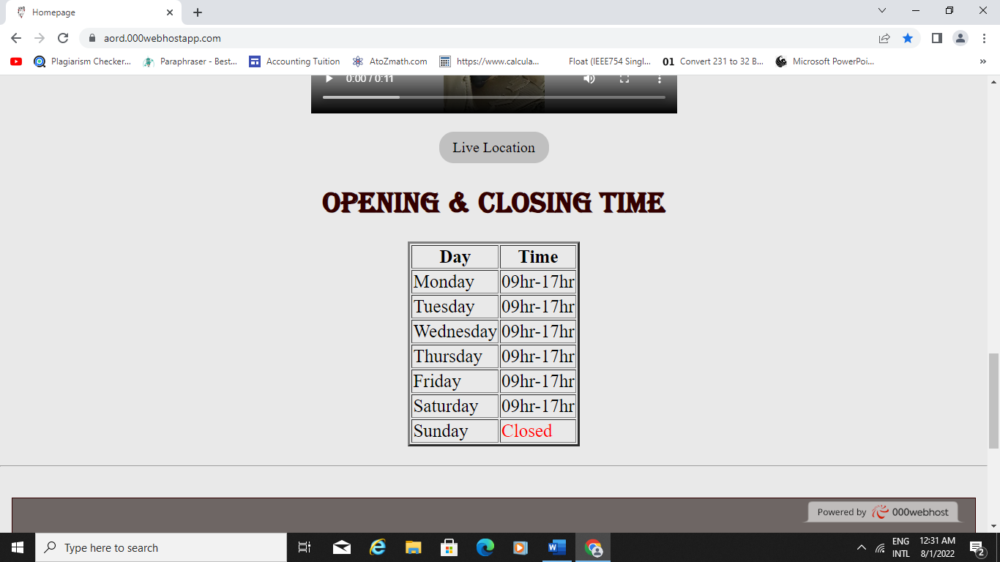 Homepage
aord.000webhostapp.com
Plagiarism Checker... Paraphraser - Best... Accounting Tuition AtoZmath.com https://www.calcula... Float (IEEE754 Singl... 01 Convert 231 to 32 B... Microsoft PowerPoi... »
0:00 / 0:11
Live Location
OPENING & CLOSING TIME
Day Time
Monday 09hr-17hr
Tuesday 09hr-17hr
Wednesday 09hr-17hr
Thursday 09hr-17hr
Friday 09hr-17hr
Saturday 09hr-17hr
Sunday Closed
Powered by 000webhost
Type here to search
ENG 12:31 AM
INTL 8/1/2022
2